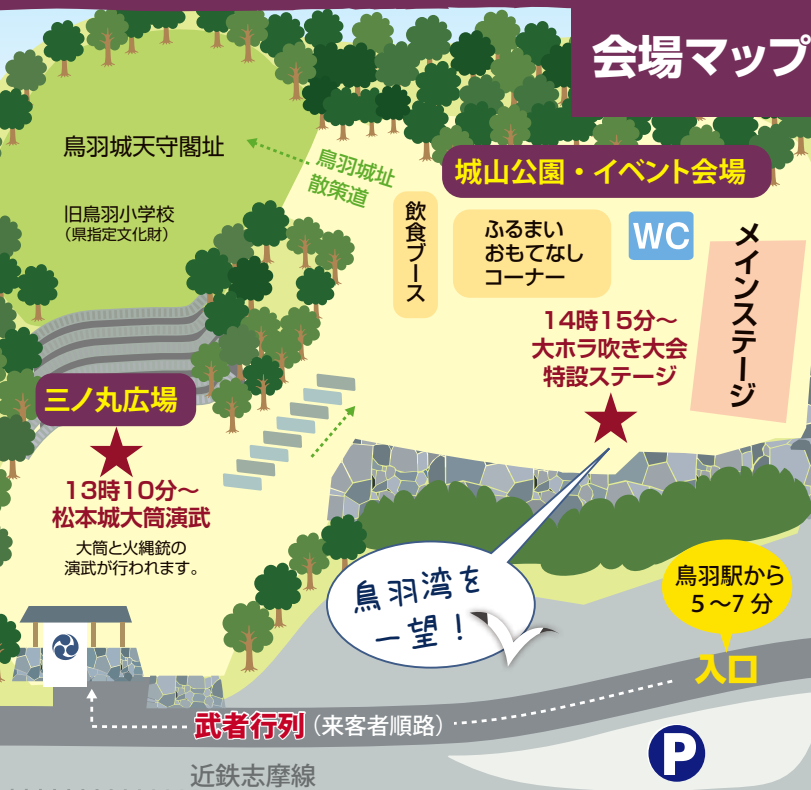 会場マップ
鳥羽城天守閣址
旧鳥羽小学校
（県指定文化財）
鳥羽城址
散策道
城山公園・イベント会場
飲食ブース
ふるまい
おもてなし
コーナー
WC
メインステージ
14時15分～
大ホラ吹き大会
特設ステージ
三ノ丸広場
13時10分～
松本城大筒演武
大筒と火縄銃の
演武が行われます。
鳥羽湾を
一望！
鳥羽駅から
5～7分
入口
武者行列（来客者順路）
P
近鉄志摩線